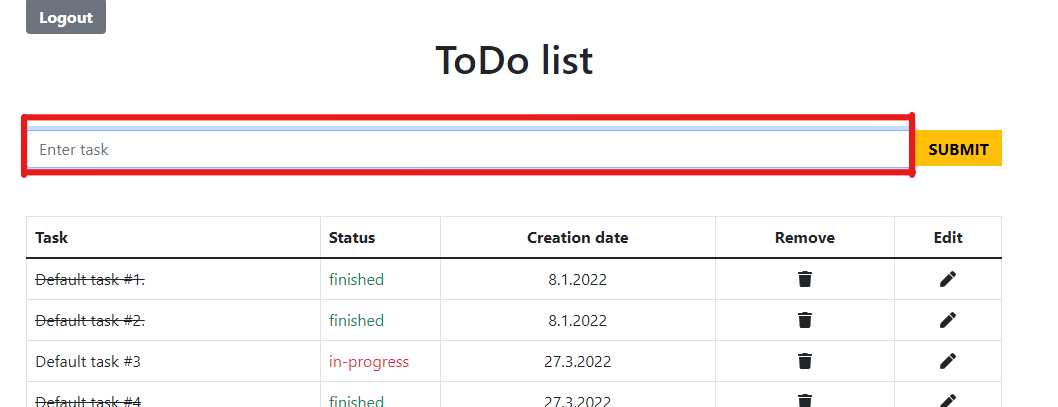 Logout
ToDo list
Enter task SUBMIT
Task Status Creation date Remove Edit
Default task #1. finished 8.1.2022
Default task #2. finished 8.1.2022
Default task #3 in-progress 27.3.2022
Default task #4 finished 27.3.2022